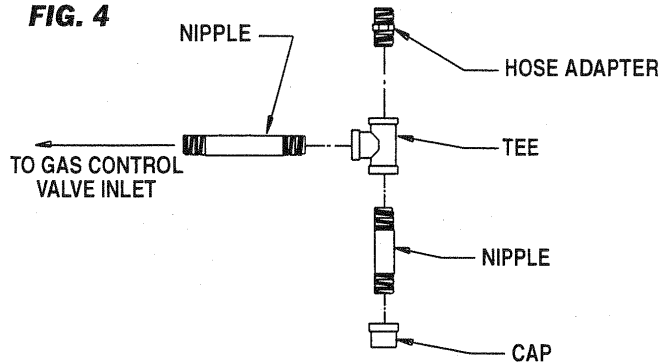 FIG. 4
NIPPLE
HOSE ADAPTER
TEE
TO GAS CONTROL
VALVE INLET
NIPPLE
CAP